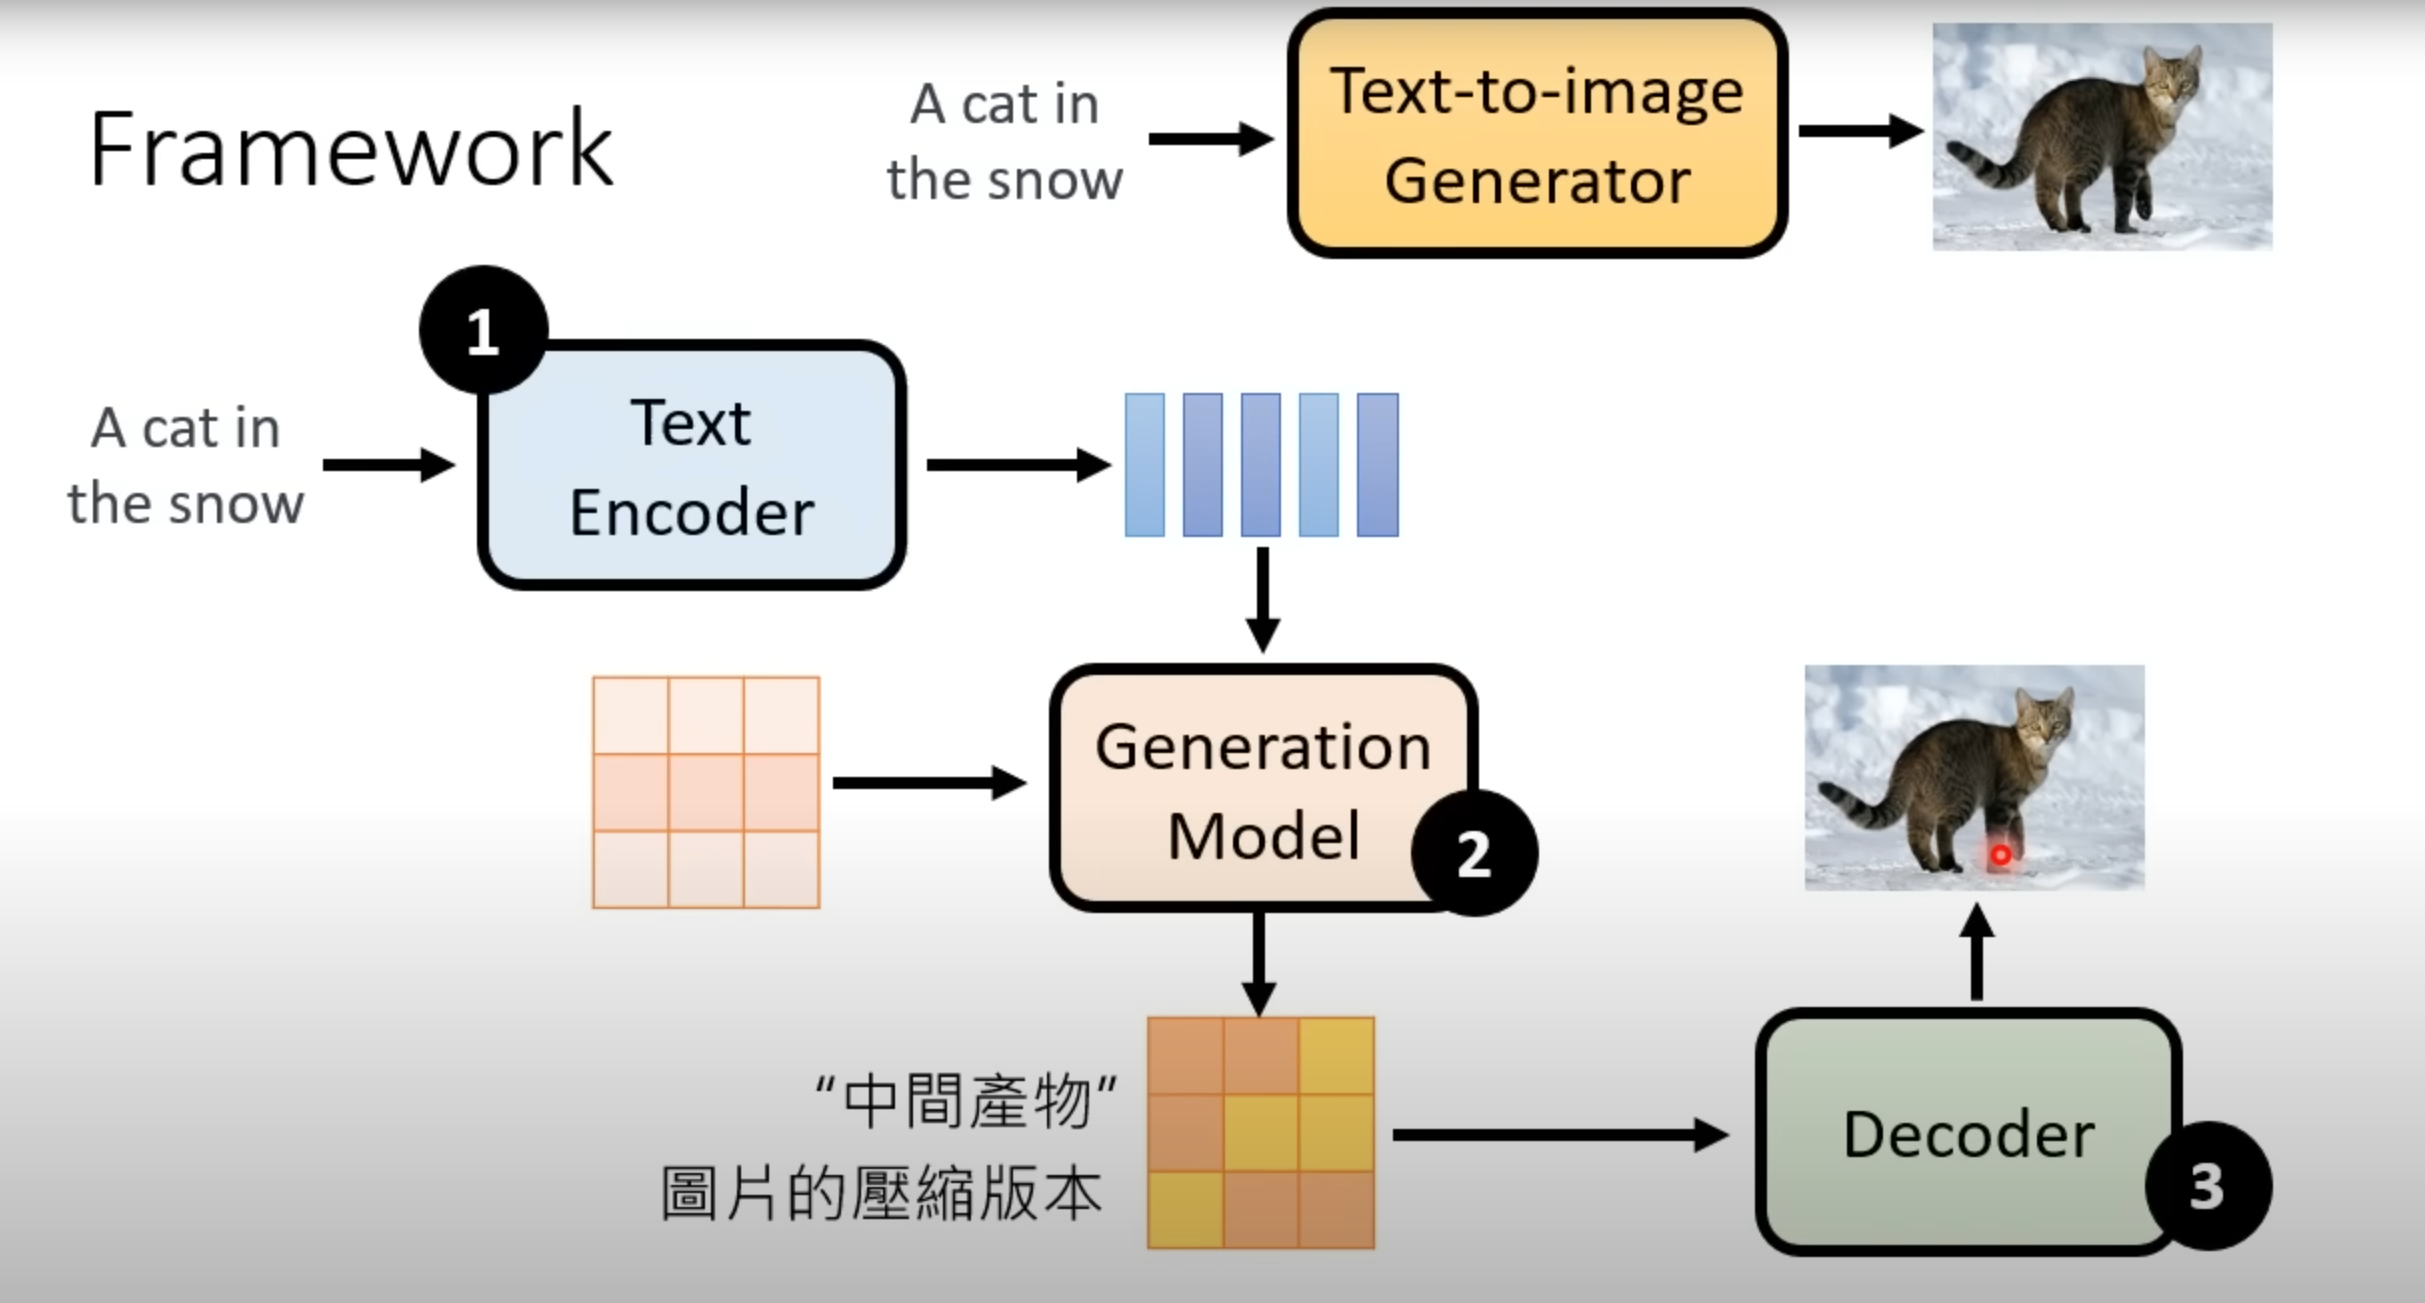 Framework
A cat in
the snow
Text-to-image
Generator
1
A cat in
the snow
Text
Encoder
Generation
Model
2
“中間產物”
圖片的壓縮版本
Decoder
3